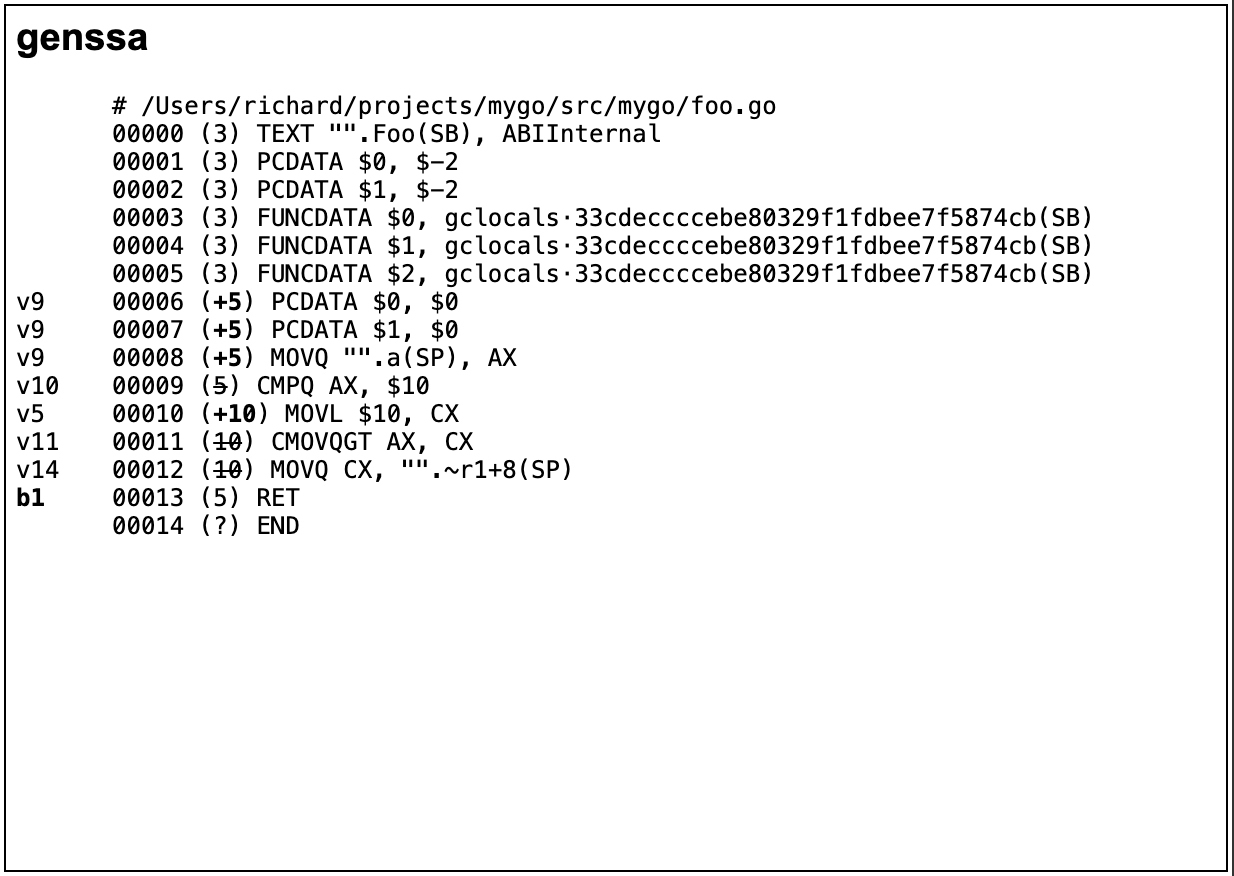 genssa
# /Users/richard/projects/mygo/src/mygo/foo.go
00000 (3) TEXT "".Foo(SB), ABIInternal
00001 (3) PCDATA $0, $-2
00002 (3) PCDATA $1, $-2
00003 (3) FUNCDATA $0, gclocals·33cdeccccebe80329f1fdbee7f5874cb(SB)
00004 (3) FUNCDATA $1, gclocals·33cdeccccebe80329f1fdbee7f5874cb(SB)
00005 (3) FUNCDATA $2, gclocals·33cdeccccebe80329f1fdbee7f5874cb(SB)
v9 00006 (+5) PCDATA $0, $0
v9 00007 (+5) PCDATA $1, $0
v9 00008 (+5) MOVQ "".a(SP), AX
v10 00009 (5) CMPQ AX, $10
v5 00010 (+10) MOVL $10, CX
v11 00011 (10) CMOVQGT AX, CX
v14 00012 (10) MOVQ CX, "".~r1+8(SP)
b1 00013 (5) RET
00014 (?) END